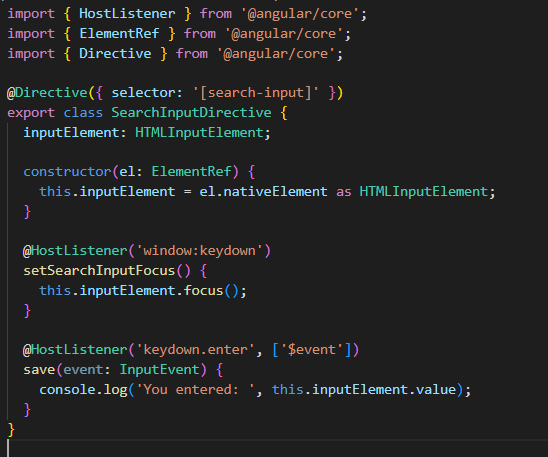 import { HostListener } from '@angular/core';
import { ElementRef } from '@angular/core';
import { Directive } from '@angular/core';
@Directive({ selector: '[search-input]' })
export class SearchInputDirective {
inputElement: HTMLInputElement;
constructor(el: ElementRef) {
this.inputElement = el.nativeElement as HTMLInputElement;
}
@HostListener('window:keydown')
setSearchInputFocus() {
this.inputElement.focus();
}
@HostListener('keydown.enter', ['$event'])
save(event: InputEvent) {
console.log('You entered: ', this.inputElement.value);
}
}